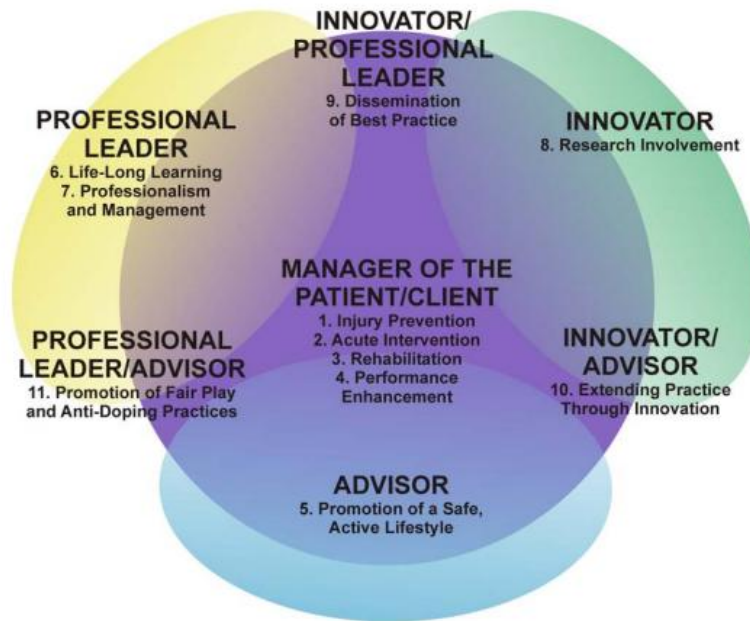 INNOVATOR/
PROFESSIONAL
LEADER
9. Dissemination
of Best Practice
PROFESSIONAL
LEADER
6. Life-Long Learning
7. Professionalism
and Management
INNOVATOR
8. Research Involvement
MANAGER OF THE
PATIENT/CLIENT
1. Injury Prevention
2. Acute Intervention
3. Rehabilitation
4. Performance
Enhancement
PROFESSIONAL
LEADER/ADVISOR
11. Promotion of Fair Play
and Anti-Doping Practices
INNOVATOR/
ADVISOR
10. Extending Practice
Through Innovation
ADVISOR
5. Promotion of a Safe,
Active Lifestyle